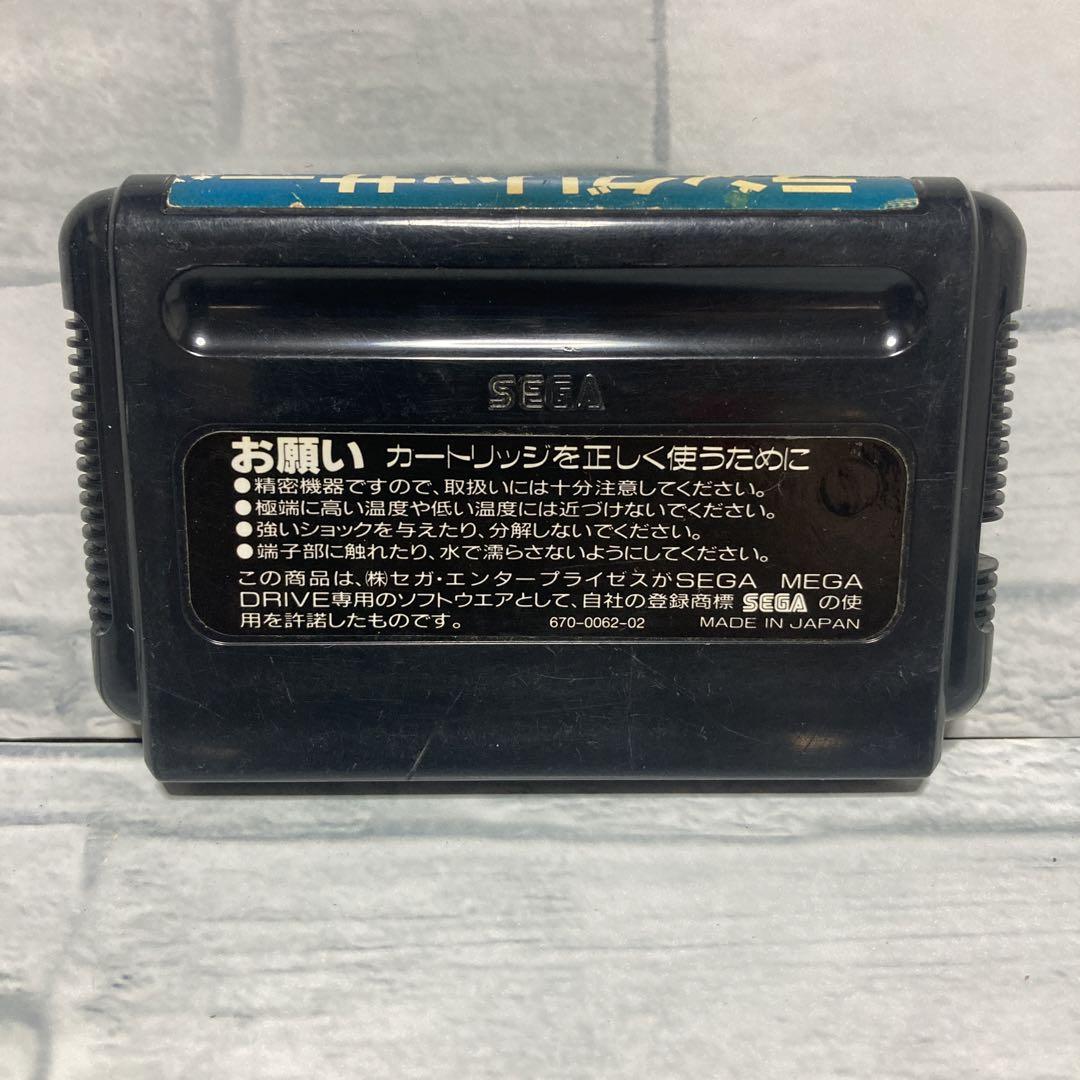 ラングリッサー
SEGA
お願い カートリッジを正しく使うために
●精密機器ですので、取扱いには十分注意してください。
●極端に高い温度や低い温度には近づけないでください。
●強いショックを与えたり、分解しないでください。
●端子部に触れたり、水で濡らさないようにしてください。
この商品は、㈱セガ・エンタープライゼスがSEGA MEGA
DRIVE専用のソフトウエアとして、自社の登録商標 SEGA の使
用を許諾したものです。 670-0062-02 MADE IN JAPAN